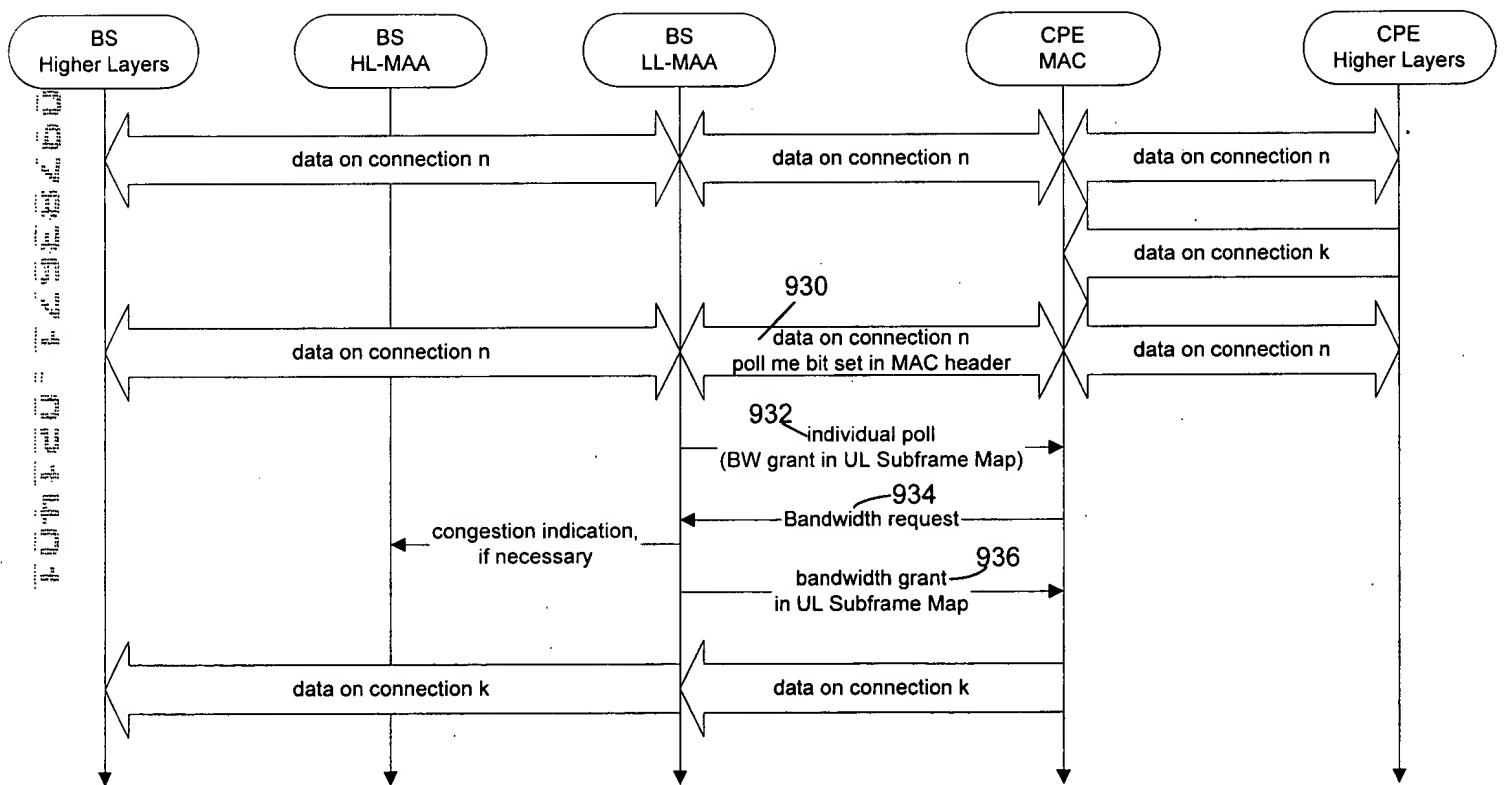 BS
Higher Layers
BS
HL-MAA
BS
LL-MAA
CPE
MAC
CPE
Higher Layers
data on connection n
data on connection n
data on connection n
data on connection k
930
data on connection n
data on connection n
poll me bit set in MAC header
data on connection n
932
individual poll
(BW grant in UL Subframe Map)
934
Bandwidth request
congestion indication,
if necessary
936
bandwidth grant
in UL Subframe Map
data on connection k
data on connection k